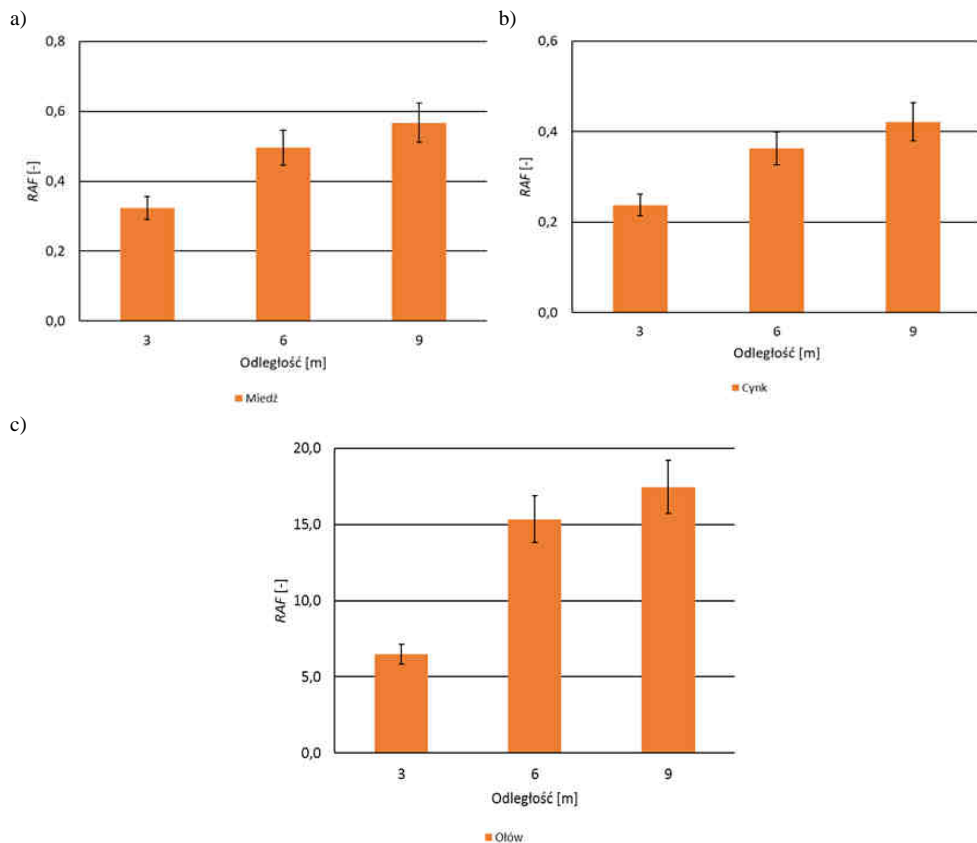 a)
0,8
0,6
0,4
0,2
0,0
RAF [-]
3 6 9
Odległość [m]
Miedź
b)
0,6
0,4
0,2
0,0
RAF [-]
3 6 9
Odległość [m]
Cynk
c)
20,0
15,0
10,0
5,0
0,0
RAF [-]
3 6 9
Odległość [m]
Ołów